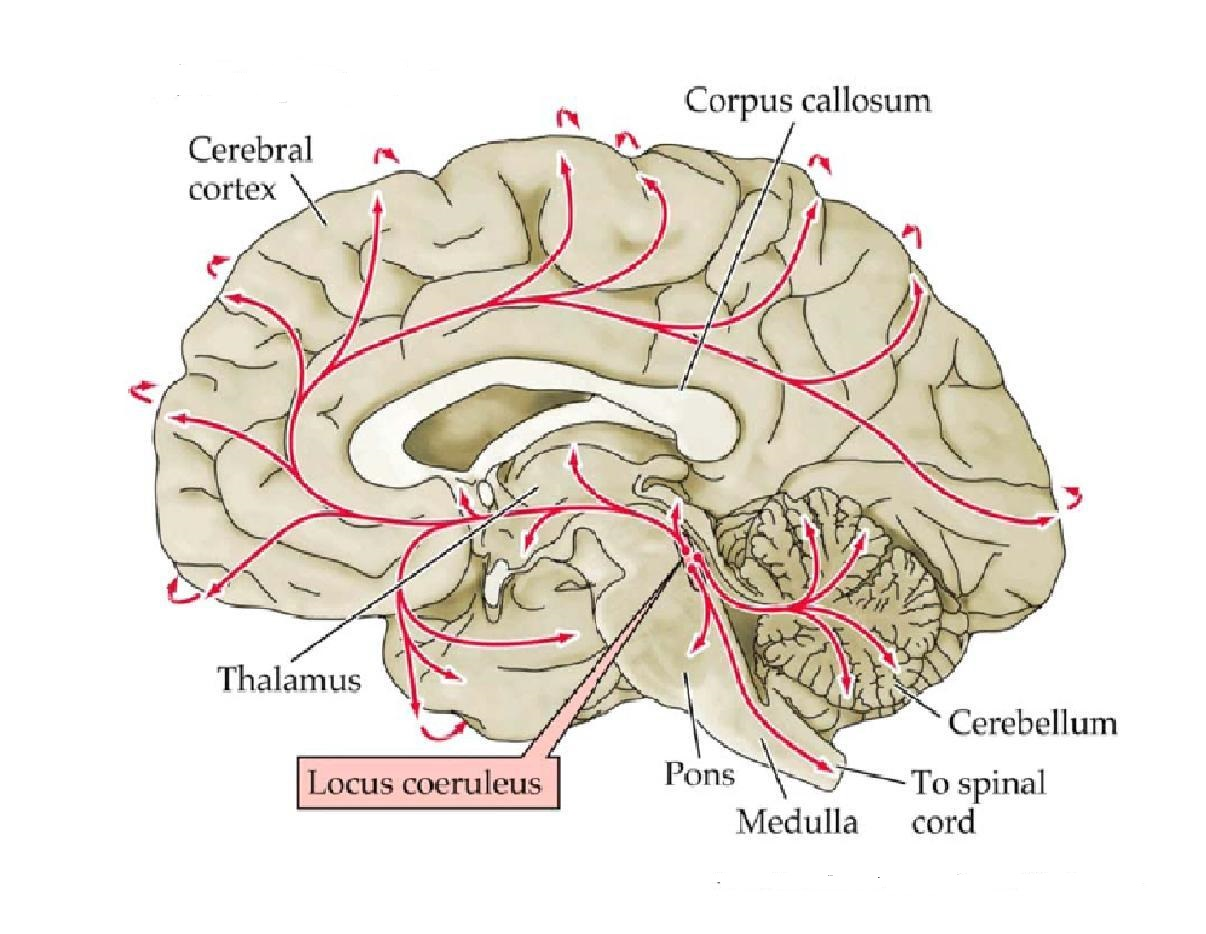 Corpus callosum
Cerebral
cortex
Thalamus
Locus coeruleus
Pons
Medulla
Cerebellum
To spinal
cord